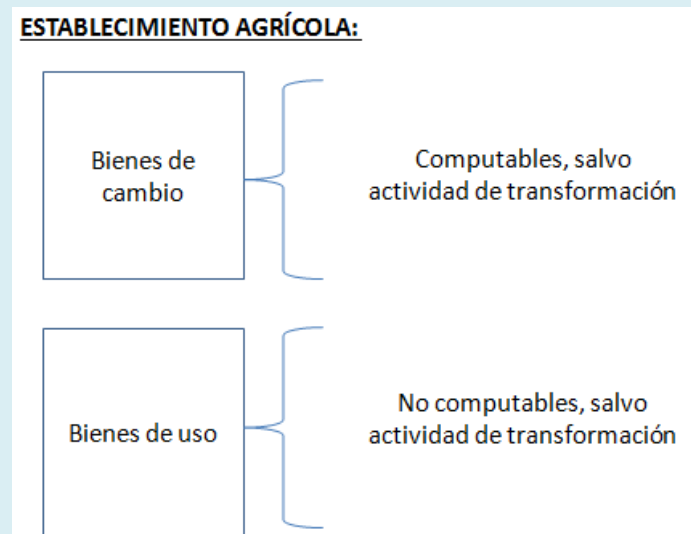 ESTABLECIMIENTO AGRÍCOLA:
Bienes de
cambio
Computables, salvo
actividad de transformación
Bienes de uso
No computables, salvo
actividad de transformación